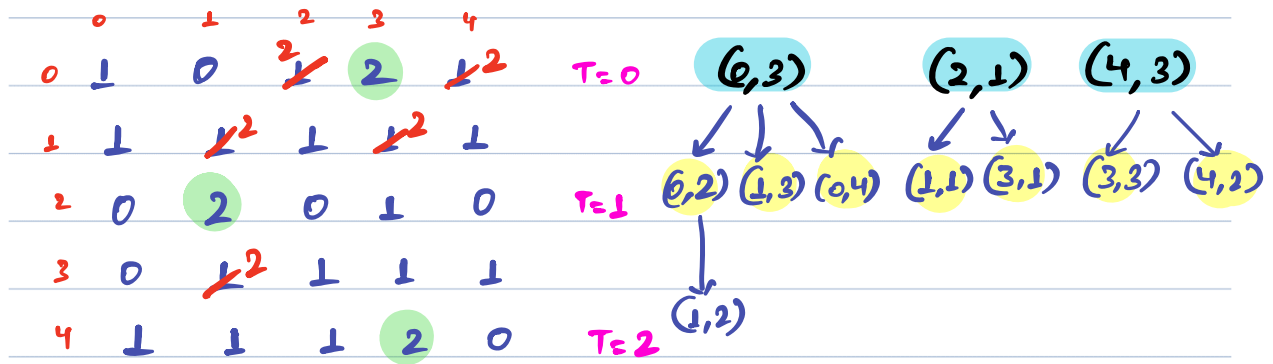 0 1 2 3 4
0 1 0 1 2 2 1 2 T=0 (0,3) (2,1) (4,3)
1 1 1 2 1 1 2 1
(0,2) (1,3) (0,4) (1,1) (3,1) (3,3) (4,2)
2 0 2 0 1 0 T=1
3 0 1 2 1 1 1
(1,2)
4 1 1 1 2 0 T=2